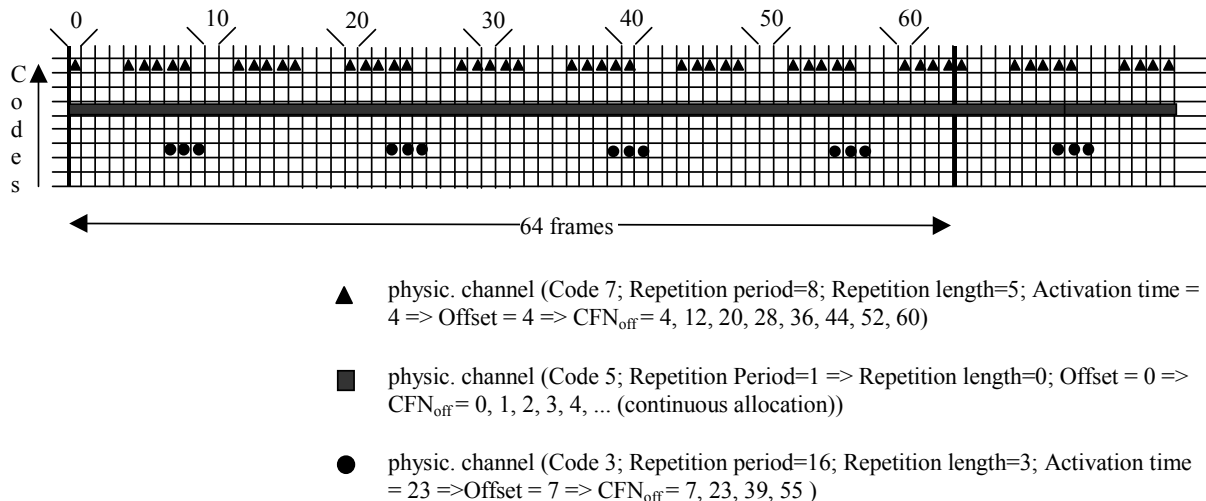 0 10 20 30 40 50 60
C
o
d
e
s
64 frames
physic. channel (Code 7; Repetition period=8; Repetition length=5; Activation time =
4 => Offset = 4 => CFNoff = 4, 12, 20, 28, 36, 44, 52, 60)
physic. channel (Code 5; Repetition Period=1 => Repetition length=0; Offset = 0 =>
CFNoff = 0, 1, 2, 3, 4, ... (continuous allocation))
physic. channel (Code 3; Repetition period=16; Repetition length=3; Activation time
= 23 =>Offset = 7 => CFNoff = 7, 23, 39, 55 )